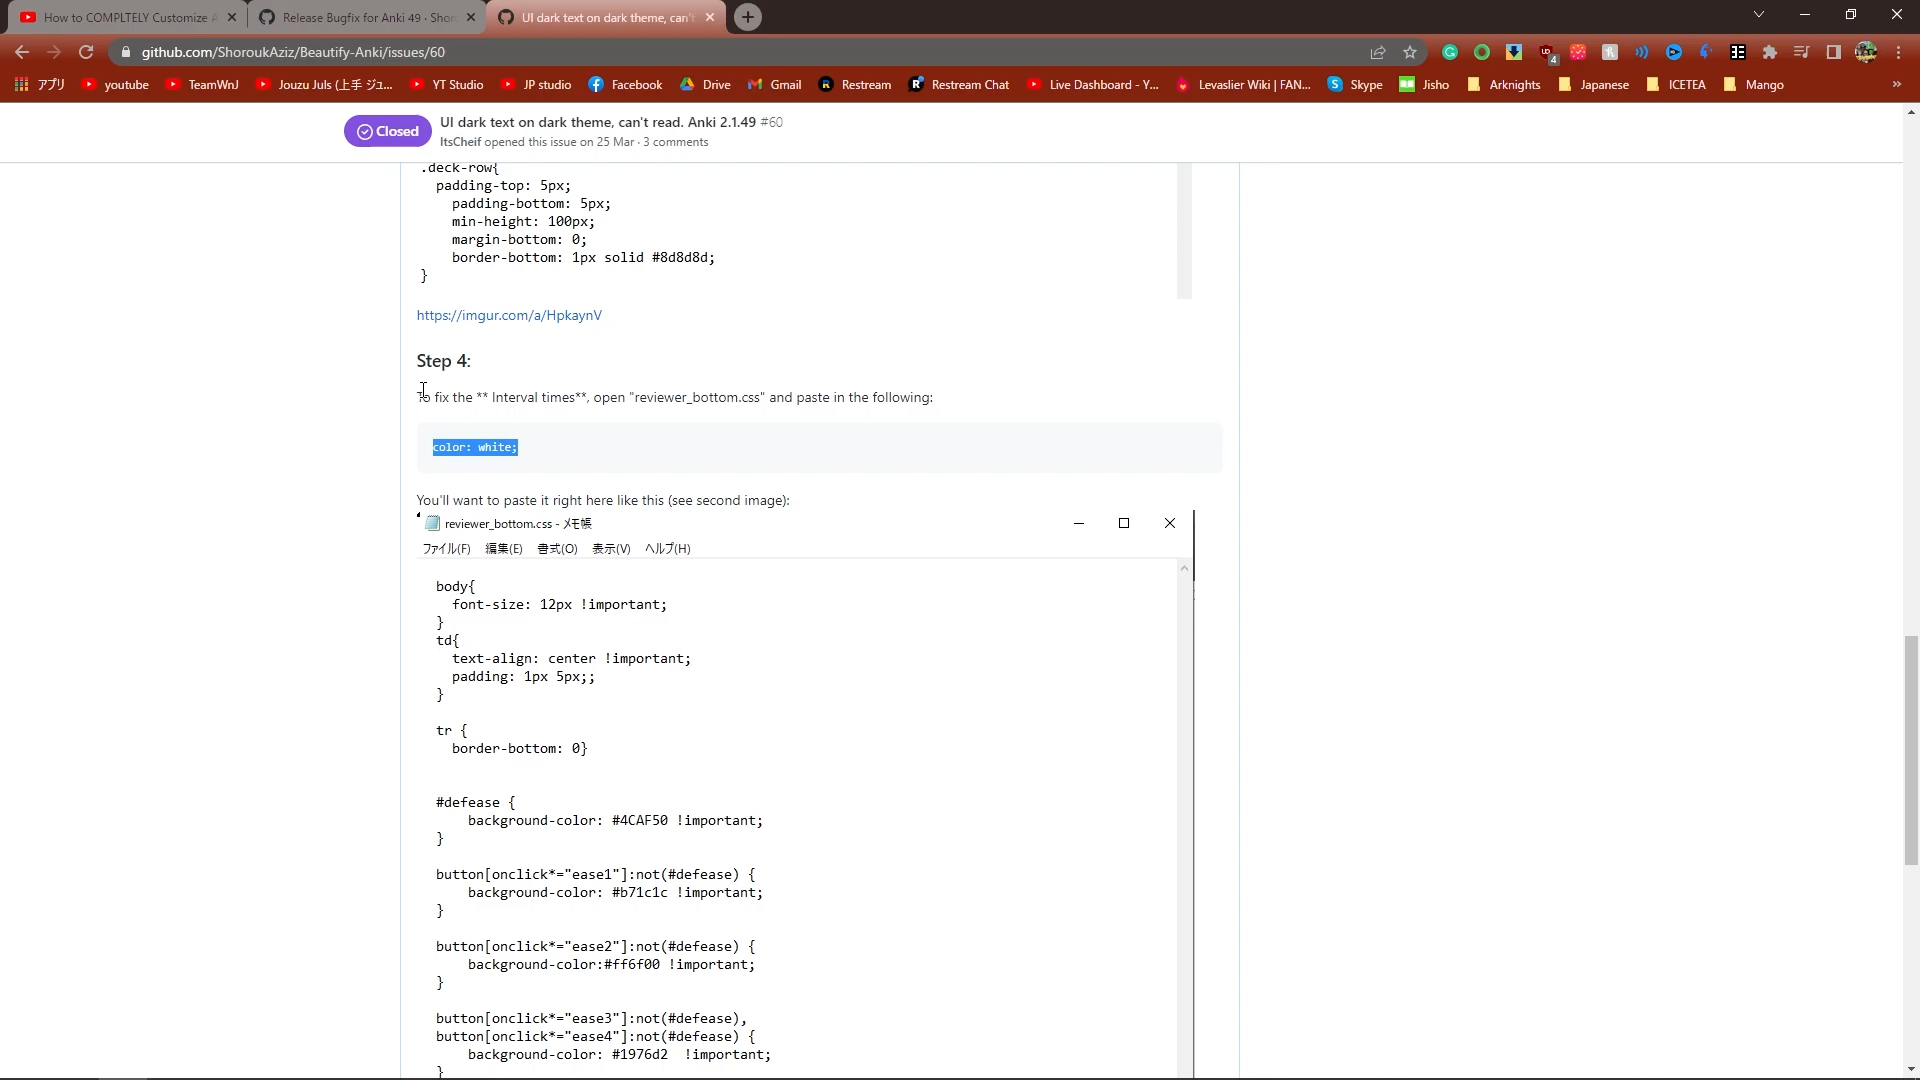 How to COMPLTELY Customize A
Release Bugfix for Anki 49 · Shor
UI dark text on dark theme, can't
github.com/ShoroukAziz/Beautify-Anki/issues/60
4
アプリ
youtube
TeamWnJ
Jouzu Juls (上手 ジュ...
YT Studio
JP studio
Facebook
Drive
Gmail
Restream
Restream Chat
Live Dashboard - Y...
Levaslier Wiki | FAN...
Skype
Jisho
Arknights
Japanese
ICETEA
Mango
»
Closed
UI dark text on dark theme, can't read. Anki 2.1.49 #60
ItsCheif opened this issue on 25 Mar · 3 comments
.deck-row{
padding-top: 5px;
padding-bottom: 5px;
min-height: 100px;
margin-bottom: 0;
border-bottom: 1px solid #8d8d8d;
}
https://imgur.com/a/HpkaynV
Step 4:
To fix the ** Interval times**, open "reviewer_bottom.css" and paste in the following:
color: white;
You'll want to paste it right here like this (see second image):
reviewer_bottom.css - メモ帳
ファイル(F) 編集(E) 書式(O) 表示(V) ヘルプ(H)
body{
font-size: 12px !important;
}
td{
text-align: center !important;
padding: 1px 5px;;
}
tr {
border-bottom: 0}
#defease {
background-color: #4CAF50 !important;
}
button[onclick*="ease1"]:not(#defease) {
background-color: #b71c1c !important;
}
button[onclick*="ease2"]:not(#defease) {
background-color:#ff6f00 !important;
}
button[onclick*="ease3"]:not(#defease),
button[onclick*="ease4"]:not(#defease) {
background-color: #1976d2  !important;
}